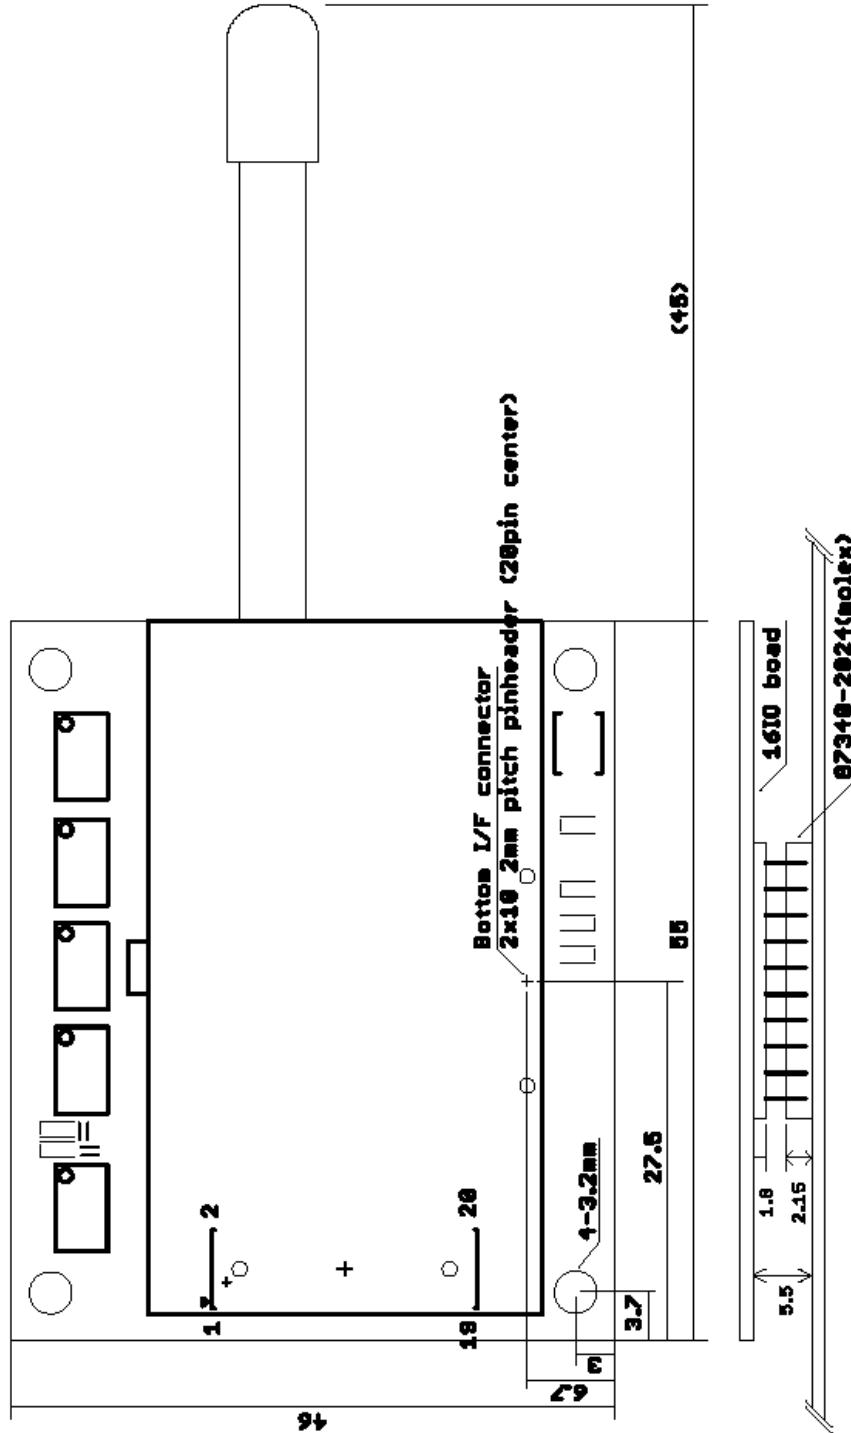 (45)
Bottom I/F connector
2x10 2mm pitch pinheader (20pin center)
16IO boad
87340-2024(molex)
55
27.5
2
20
4-3.2mm
1.8
2.15
5.5
1
19
3.7
3
6.7
46